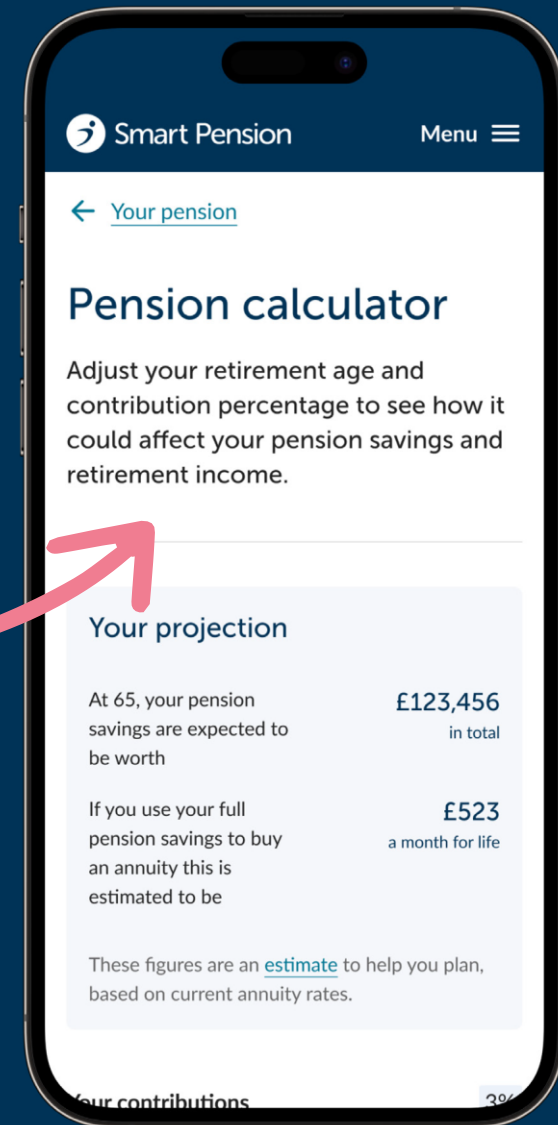 Smart Pension
Menu
Your pension
Pension calculator
Adjust your retirement age and
contribution percentage to see how it
could affect your pension savings and
retirement income.
Your projection
At 65, your pension
savings are expected to
be worth
£123,456
in total
If you use your full
pension savings to buy
an annuity this is
estimated to be
£523
a month for life
These figures are an estimate to help you plan,
based on current annuity rates.
Your contributions
3%